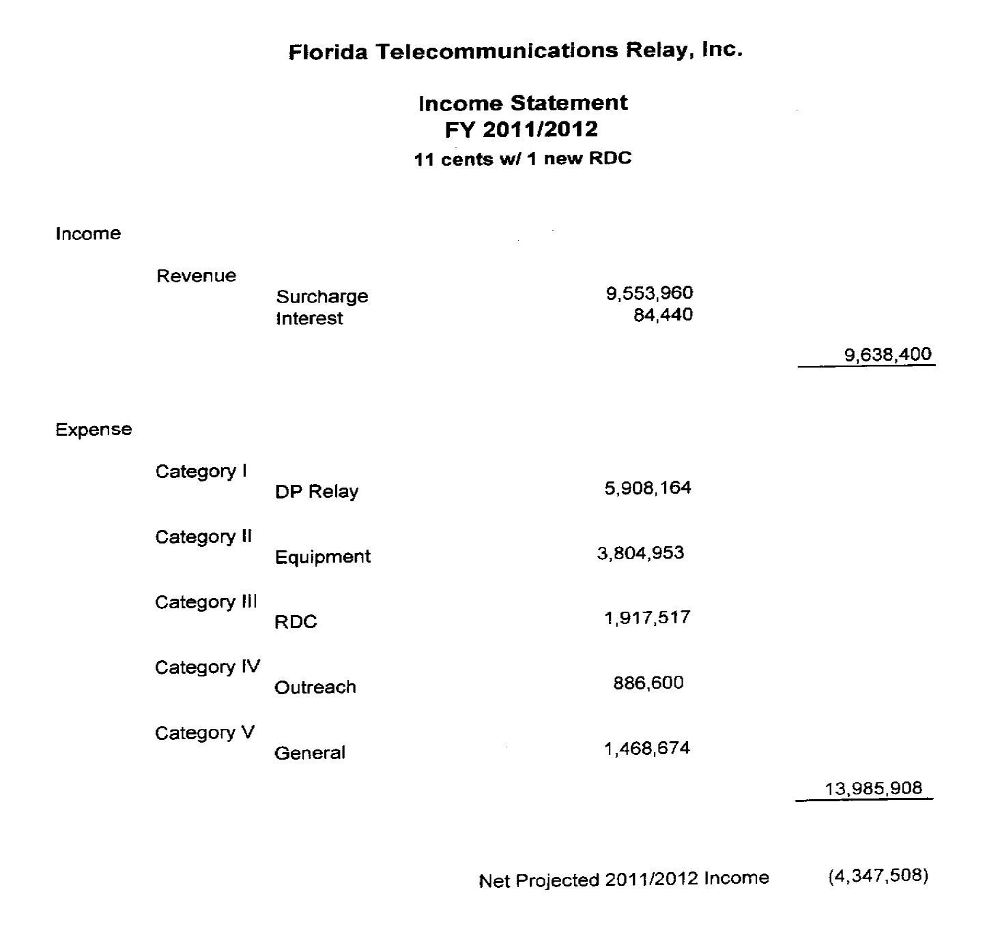 Florida Telecommunications Relay, Inc.
Income Statement
FY 2011/2012
11 cents w/ 1 new RDC
Income
Revenue
Surcharge 9,553,960
Interest 84,440
9,638,400
Expense
Category I
DP Relay 5,908,164
Category II
Equipment 3,804,953
Category III
RDC 1,917,517
Category IV
Outreach 886,600
Category V
General 1,468,674
13,985,908
Net Projected 2011/2012 Income (4,347,508)